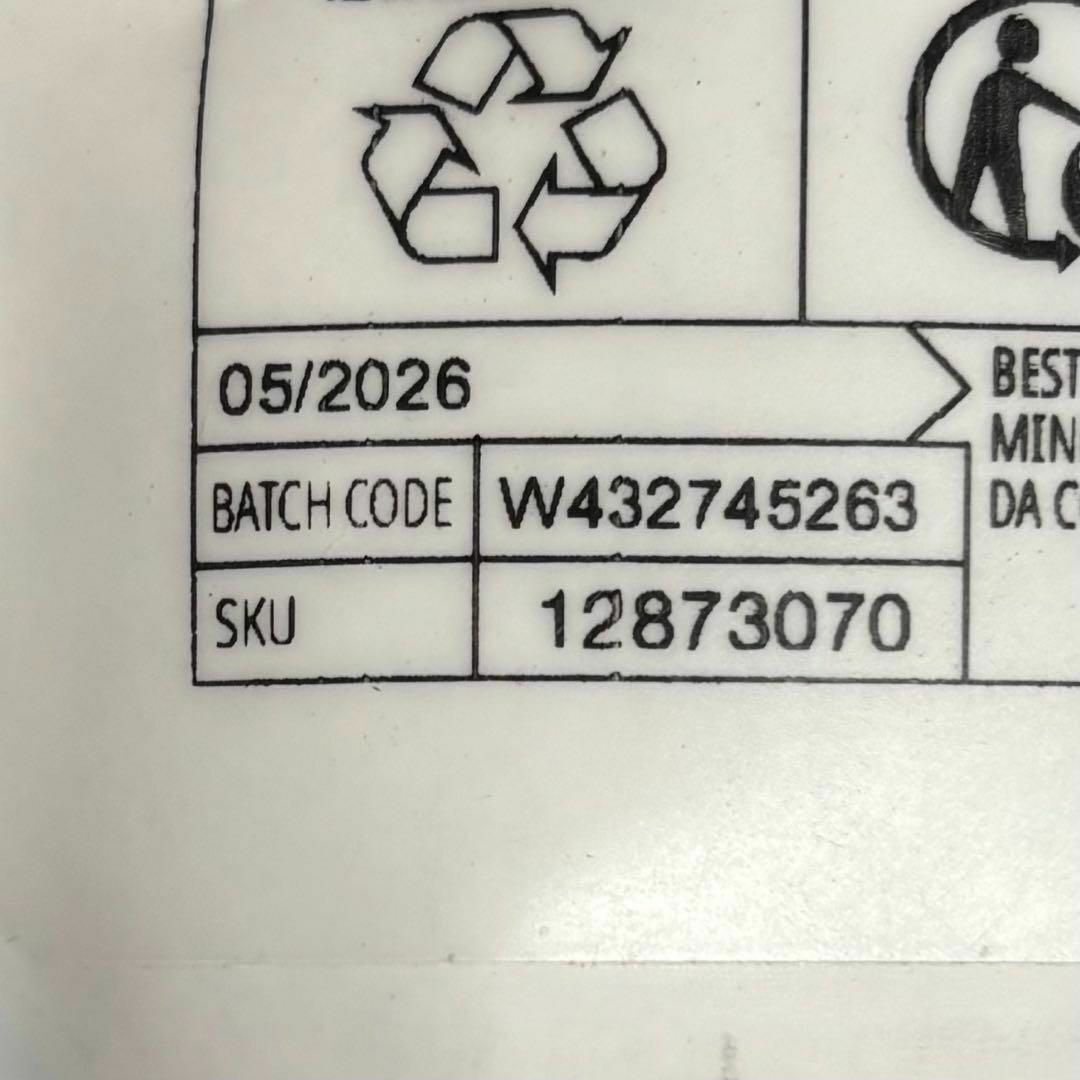 05/2026
BEST
MIN
DA C
BATCH CODE W432745263
SKU 12873070